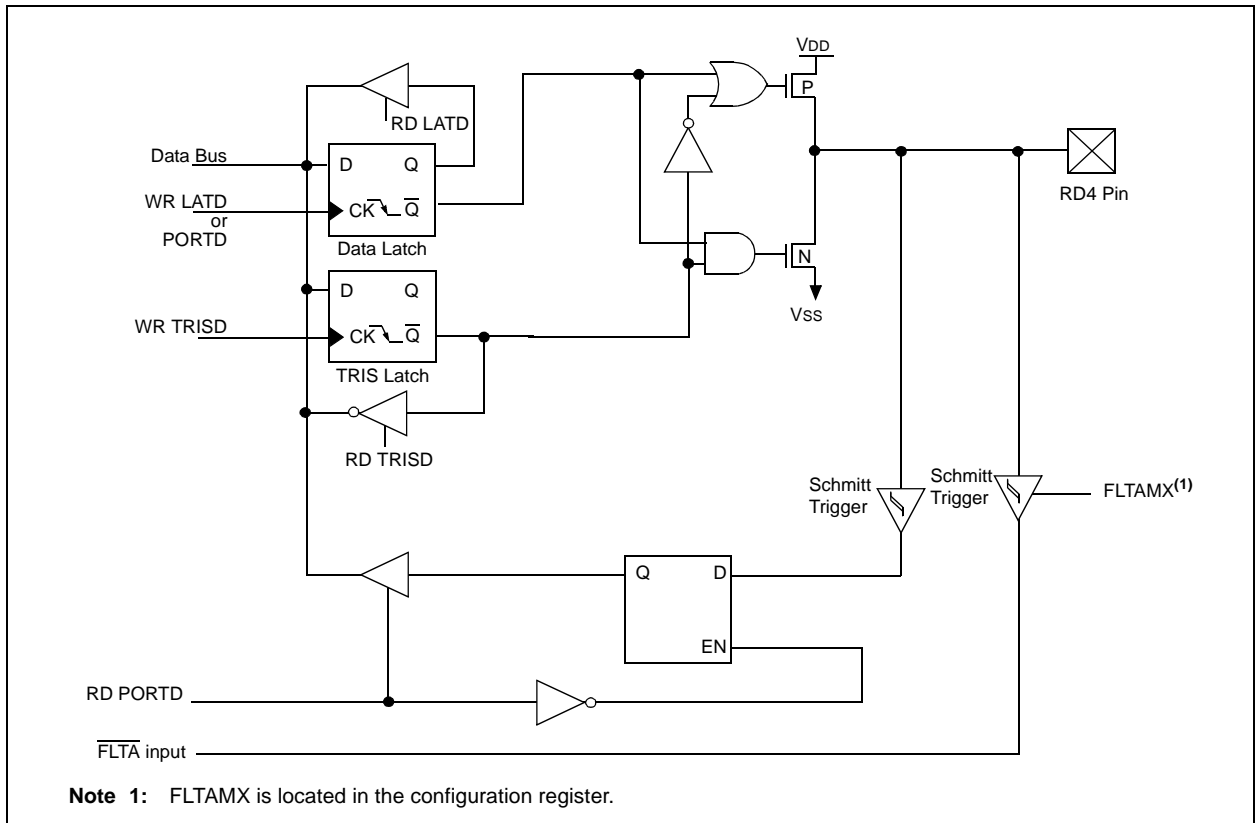 VDD
P
RD LATD
Data Bus
D Q
RD4 Pin
WR LATD
or
PORTD
CK Q̅
Data Latch
N
VSS
D Q
WR TRISD
CK Q̅
TRIS Latch
RD TRISD
Schmitt
Trigger
Schmitt
Trigger
FLTAMX(1)
Q D
EN
RD PORTD
F̅L̅T̅A̅ input
Note 1: FLTAMX is located in the configuration register.